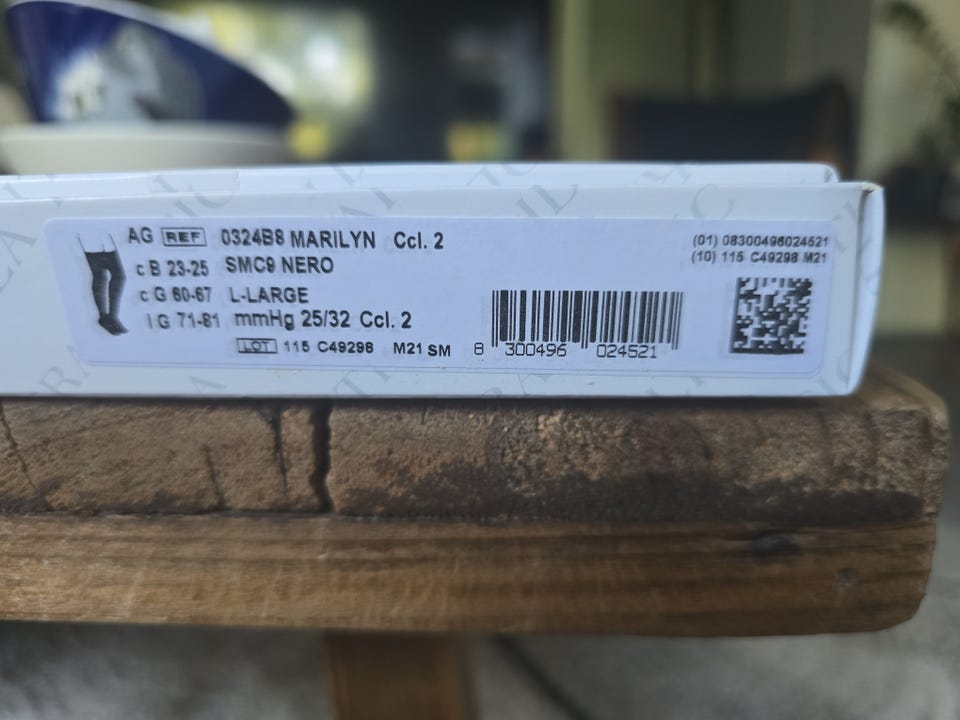 AG REF 0324B8 MARILYN Ccl. 2
c B 23-25 SMC9 NERO
c G 60-67 L-LARGE
l G 71-81 mmHg 25/32 Ccl. 2
LOT 115 C49298 M21 SM
8 300496 024521
(01) 08300496024521
(10) 115 C49298 M21